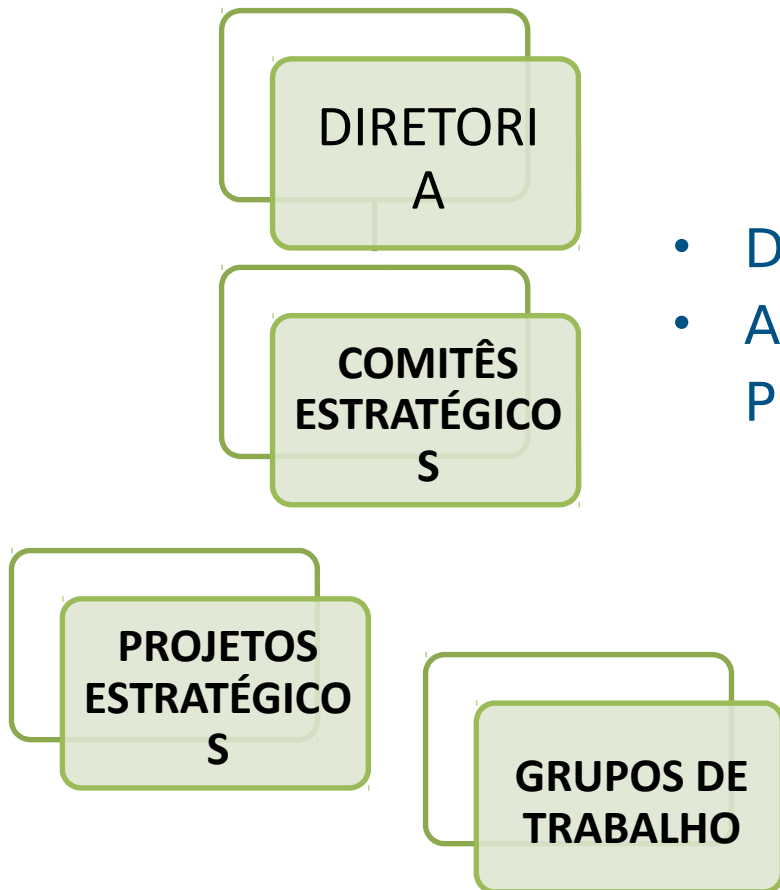 DIRETORI
A
• D
• A
P
COMITÊS
ESTRATÉGICO
S
PROJETOS
ESTRATÉGICO
S
GRUPOS DE
TRABALHO